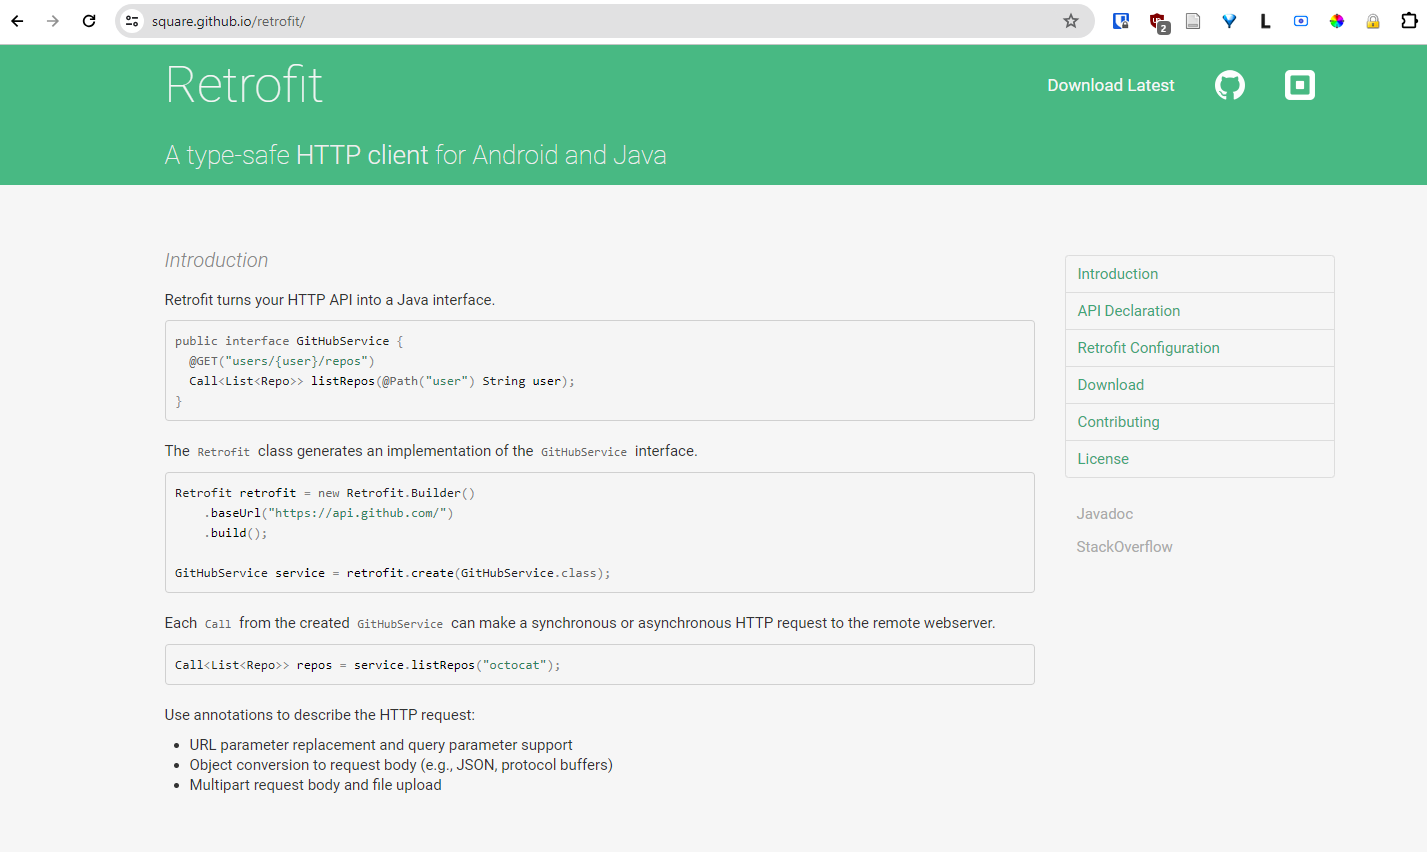 square.github.io/retrofit/
2
L
Retrofit
Download Latest
A type-safe HTTP client for Android and Java
Introduction
Retrofit turns your HTTP API into a Java interface.
public interface GitHubService {
  @GET("users/{user}/repos")
  Call<List<Repo>> listRepos(@Path("user") String user);
}
The Retrofit class generates an implementation of the GitHubService interface.
Retrofit retrofit = new Retrofit.Builder()
    .baseUrl("https://api.github.com/")
    .build();
GitHubService service = retrofit.create(GitHubService.class);
Each Call from the created GitHubService can make a synchronous or asynchronous HTTP request to the remote webserver.
Call<List<Repo>> repos = service.listRepos("octocat");
Use annotations to describe the HTTP request:
• URL parameter replacement and query parameter support
• Object conversion to request body (e.g., JSON, protocol buffers)
• Multipart request body and file upload
Introduction
API Declaration
Retrofit Configuration
Download
Contributing
License
Javadoc
StackOverflow